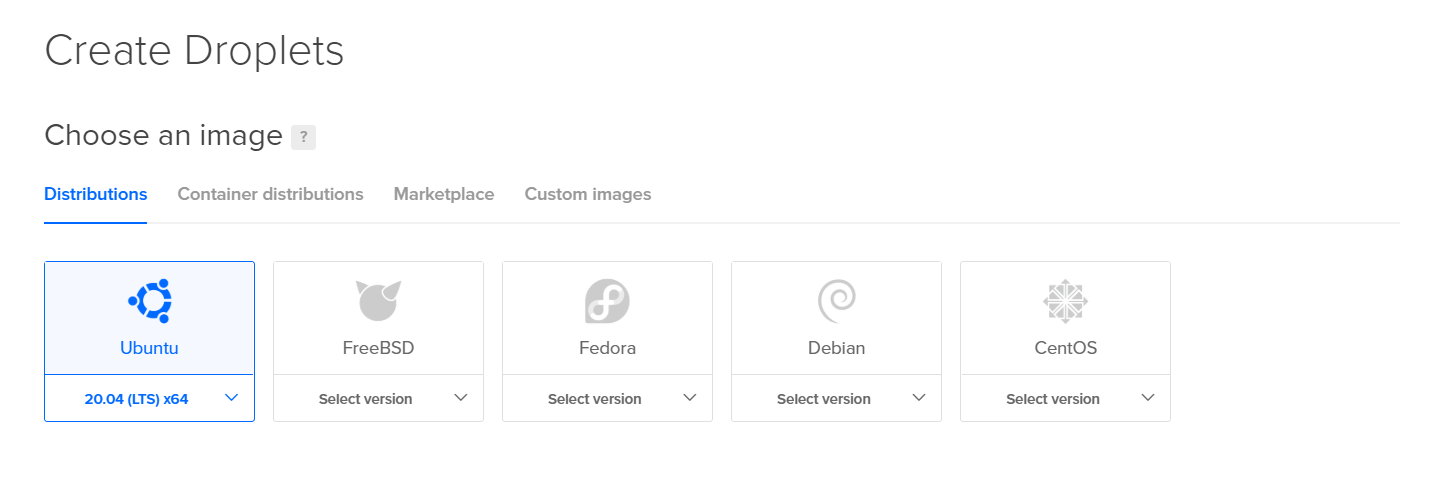 Create Droplets
Choose an image ?
Distributions Container distributions Marketplace Custom images
Ubuntu FreeBSD Fedora Debian CentOS
20.04 (LTS) x64 Select version Select version Select version Select version